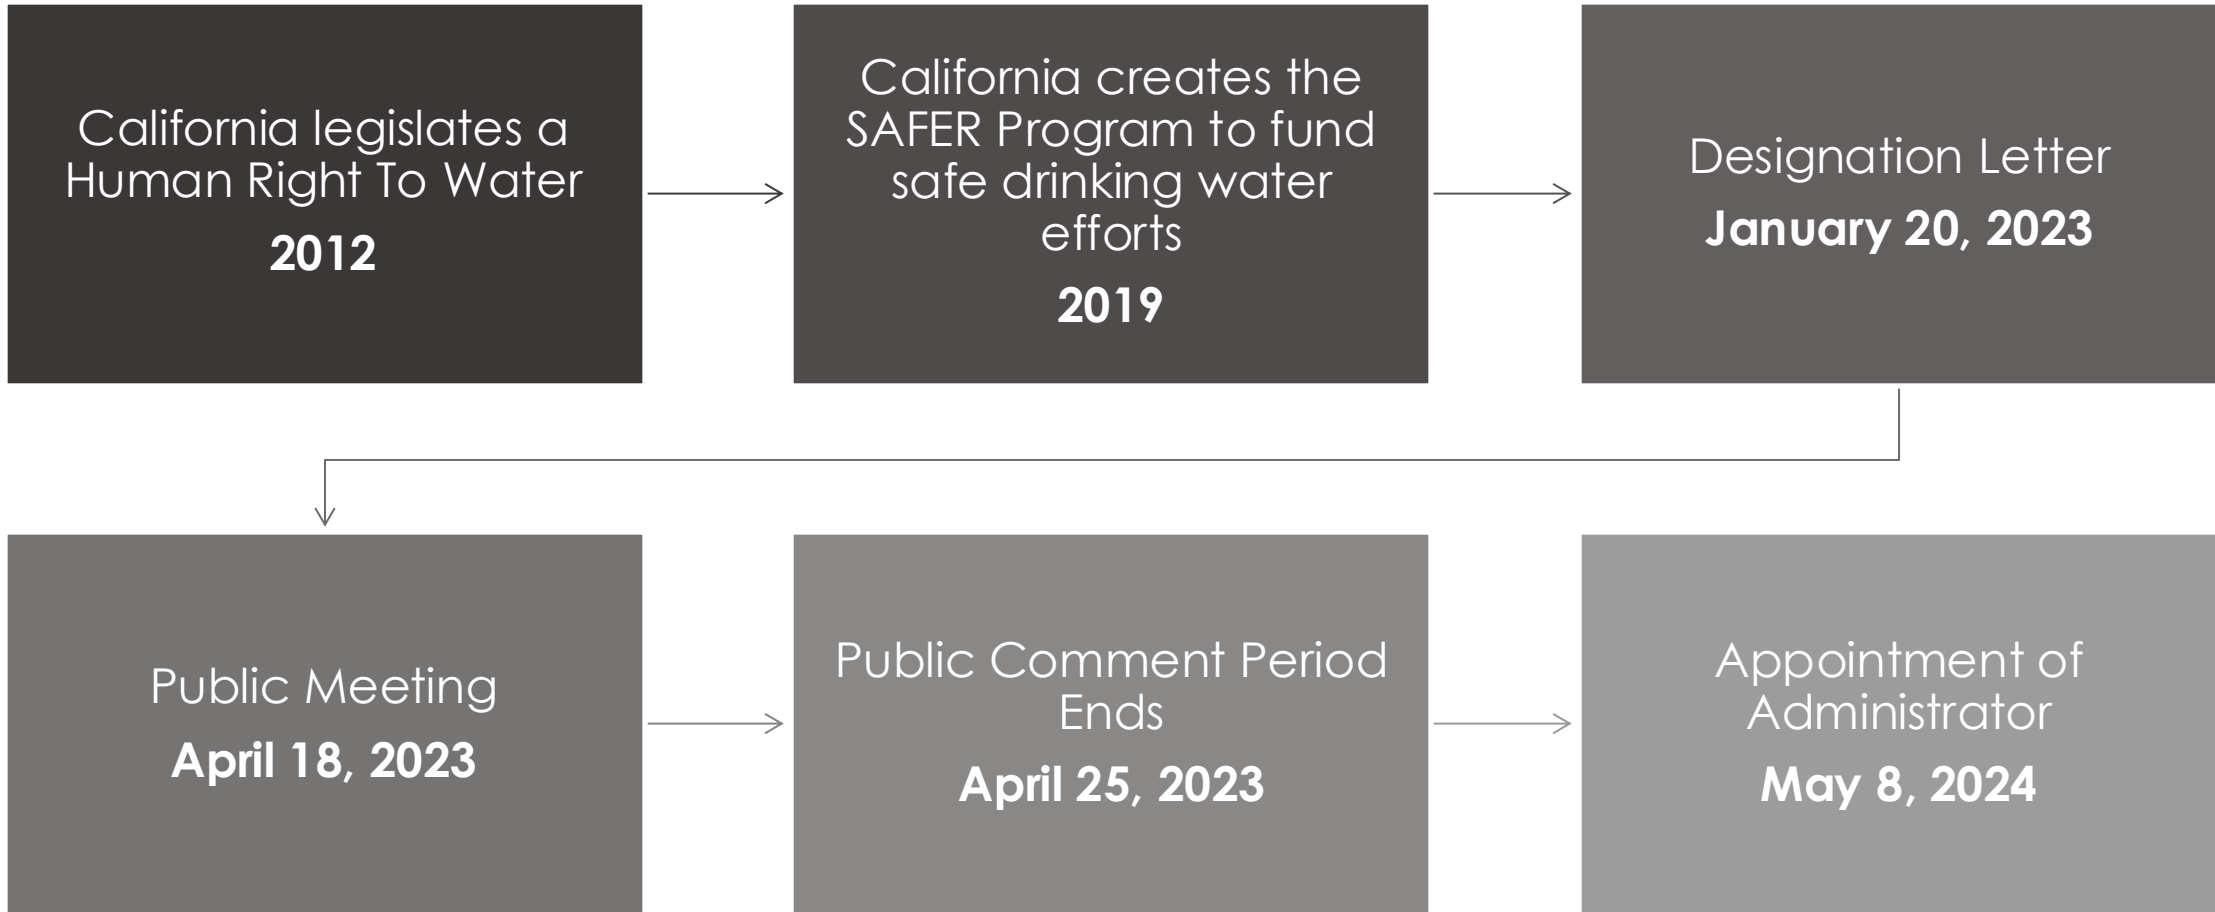 California legislates a
Human Right To Water
2012
California creates the
SAFER Program to fund
safe drinking water
efforts
2019
Designation Letter
January 20, 2023
Public Meeting
April 18, 2023
Public Comment Period
Ends
April 25, 2023
Appointment of
Administrator
May 8, 2024